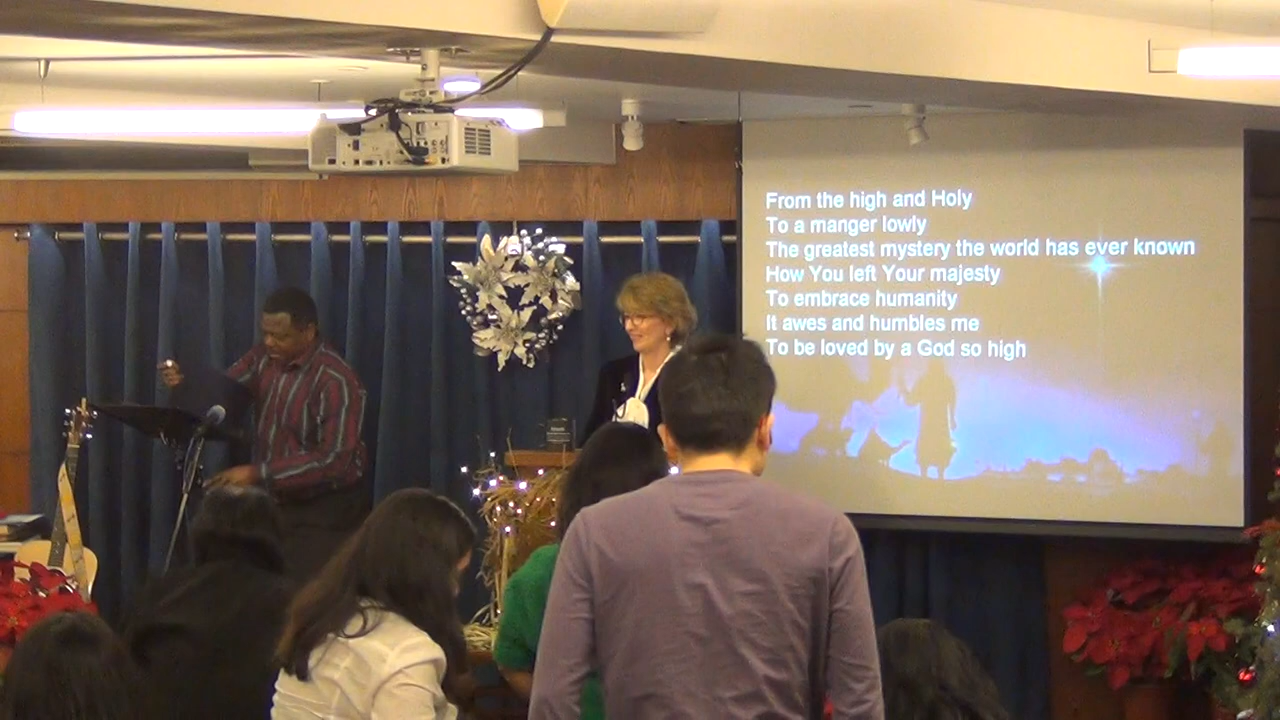 From the high and Holy
To a manger lowly
The greatest mystery the world has ever known
How You left Your majesty
To embrace humanity
It awes and humbles me
To be loved by a God so high